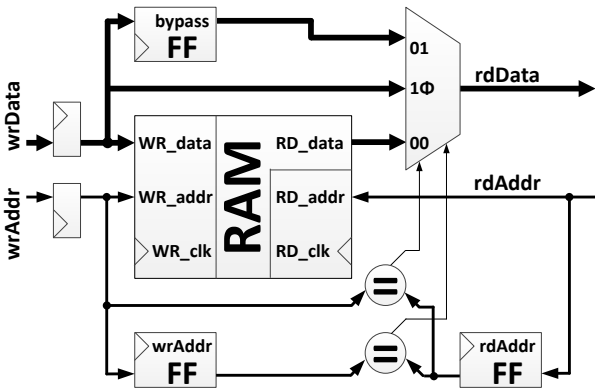 bypass
FF
01
rdData
1Φ
wrData
WR_data
RAM
RD_data
00
wrAddr
WR_addr
RD_addr
rdAddr
WR_clk
RD_clk
=
wrAddr
FF
=
rdAddr
FF